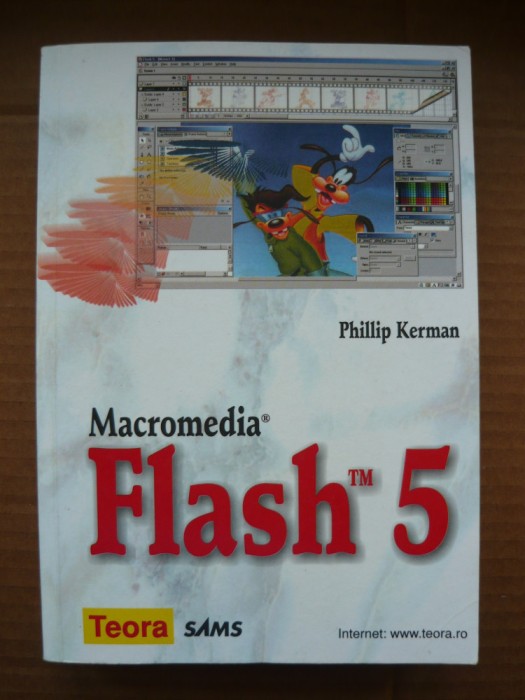 Phillip Kerman
Macromedia®
Flash™ 5
Teora SAMS
Internet: www.teora.ro